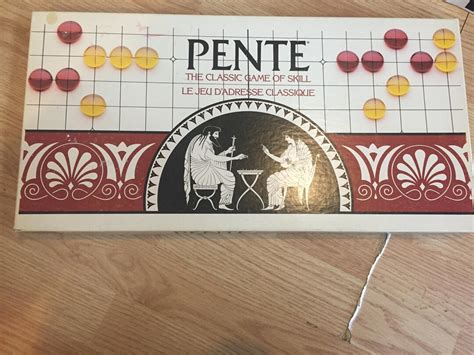 PENTE
THE CLASSIC GAME OF SKILL
LE JEU D'ADRESSE CLASSIQUE